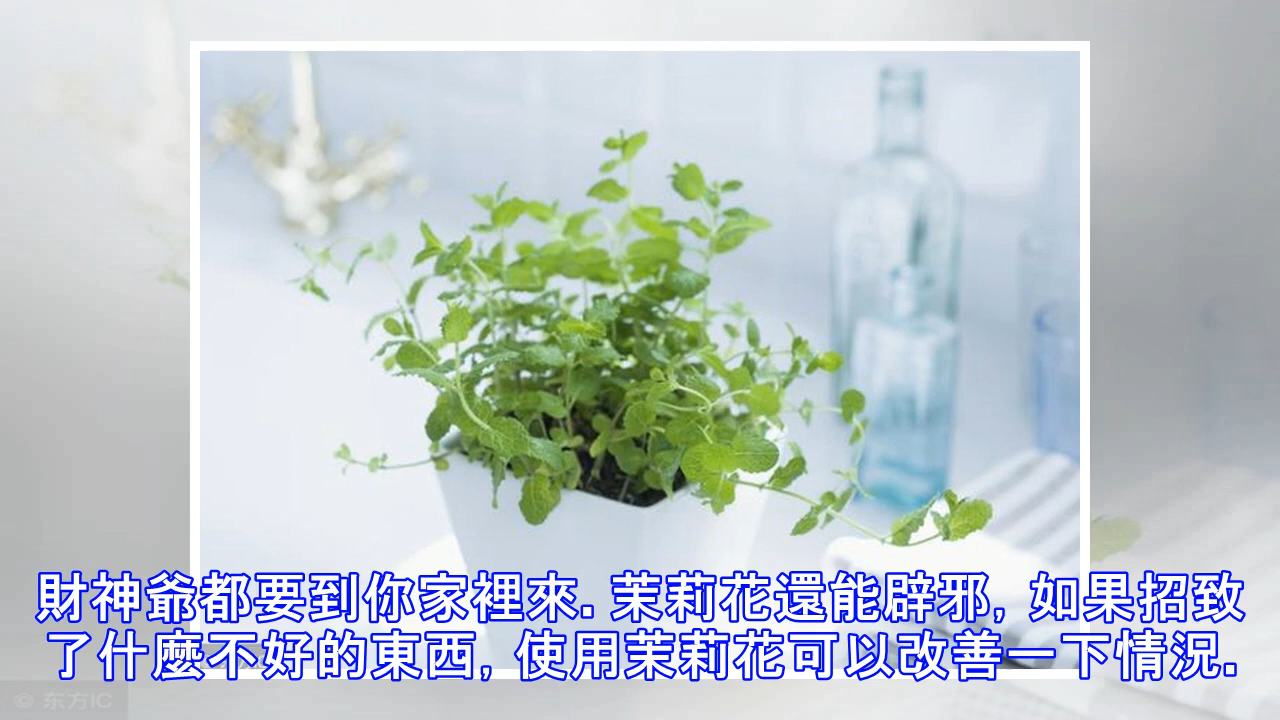 財神爺都要到你家裡來.茉莉花還能辟邪, 如果招致
了什麼不好的東西, 使用茉莉花可以改善一下情況.
© 东方IC